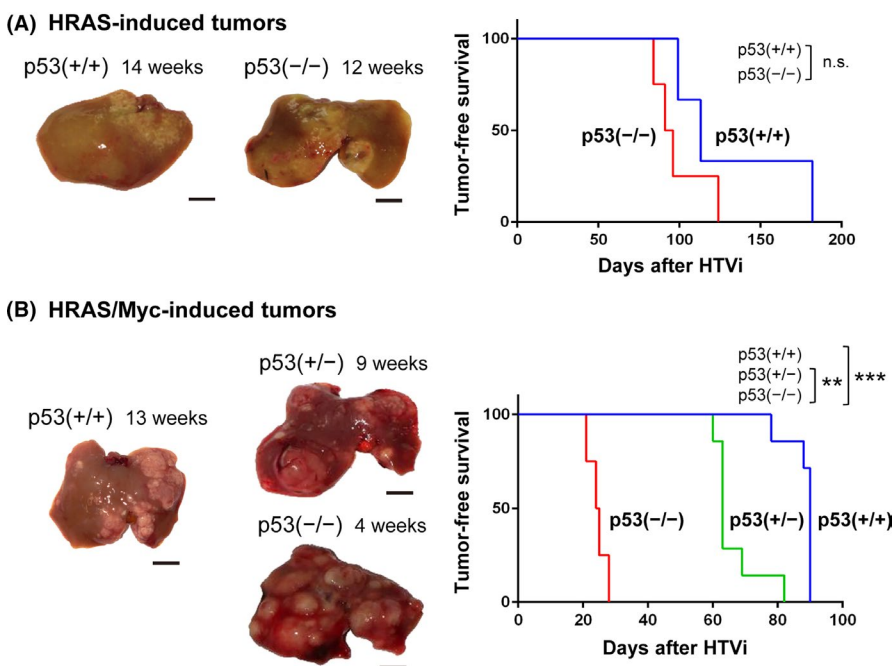 (A) HRAS-induced tumors
p53(+/+) 14 weeks
p53(−/−) 12 weeks
Tumor-free survival
100
50
0
0 50 100 150 200
Days after HTVi
p53(−/−)
p53(+/+)
p53(+/+)
p53(−/−)
n.s.
(B) HRAS/Myc-induced tumors
p53(+/+) 13 weeks
p53(+/−) 9 weeks
p53(−/−) 4 weeks
Tumor-free survival
100
50
0
0 20 40 60 80 100
Days after HTVi
p53(−/−)
p53(+/−)
p53(+/+)
p53(+/+)
p53(+/−)
p53(−/−)
**
***